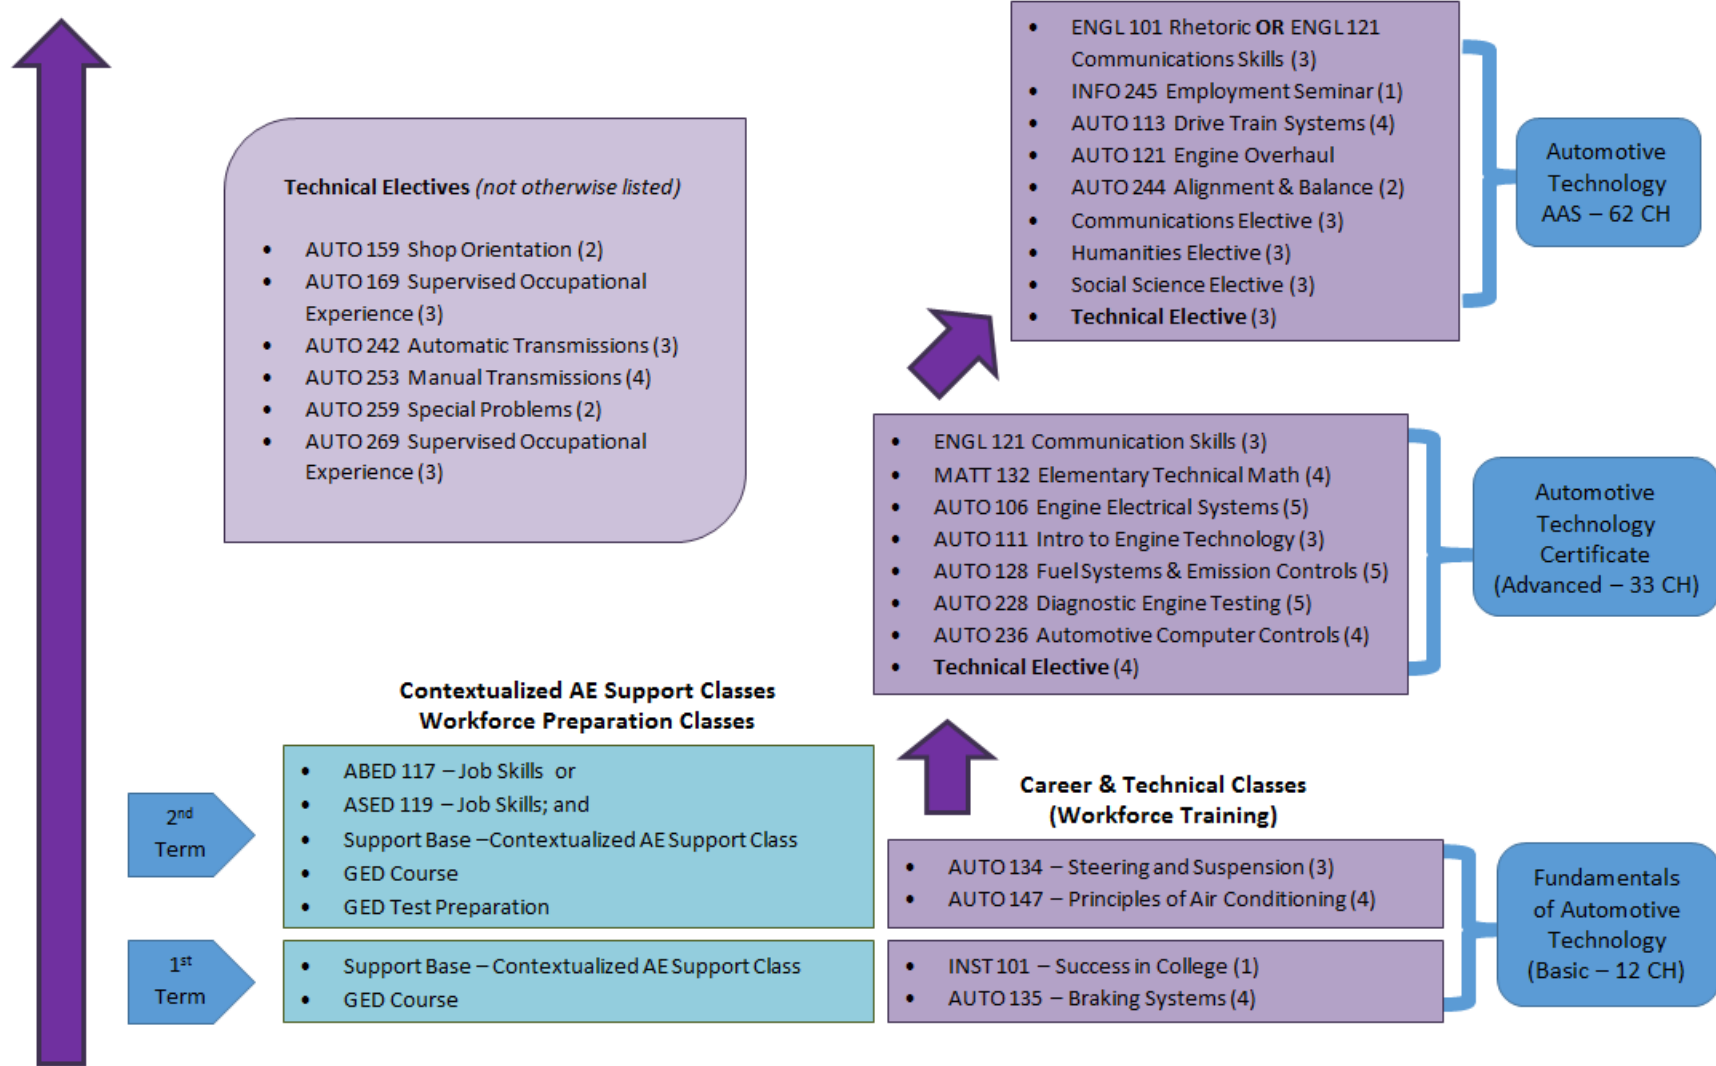 Technical Electives (not otherwise listed)
• AUTO 159 Shop Orientation (2)
• AUTO 169 Supervised Occupational
Experience (3)
• AUTO 242 Automatic Transmissions (3)
• AUTO 253 Manual Transmissions (4)
• AUTO 259 Special Problems (2)
• AUTO 269 Supervised Occupational
Experience (3)
• ENGL 101 Rhetoric OR ENGL 121
Communications Skills (3)
• INFO 245 Employment Seminar (1)
• AUTO 113 Drive Train Systems (4)
• AUTO 121 Engine Overhaul
• AUTO 244 Alignment & Balance (2)
• Communications Elective (3)
• Humanities Elective (3)
• Social Science Elective (3)
• Technical Elective (3)
Automotive
Technology
AAS – 62 CH
• ENGL 121 Communication Skills (3)
• MATT 132 Elementary Technical Math (4)
• AUTO 106 Engine Electrical Systems (5)
• AUTO 111 Intro to Engine Technology (3)
• AUTO 128 Fuel Systems & Emission Controls (5)
• AUTO 228 Diagnostic Engine Testing (5)
• AUTO 236 Automotive Computer Controls (4)
• Technical Elective (4)
Automotive
Technology
Certificate
(Advanced – 33 CH)
Contextualized AE Support Classes
Workforce Preparation Classes
2nd
Term
• ABED 117 – Job Skills or
• ASED 119 – Job Skills; and
• Support Base – Contextualized AE Support Class
• GED Course
• GED Test Preparation
Career & Technical Classes
(Workforce Training)
• AUTO 134 – Steering and Suspension (3)
• AUTO 147 – Principles of Air Conditioning (4)
1st
Term
• Support Base – Contextualized AE Support Class
• GED Course
• INST 101 – Success in College (1)
• AUTO 135 – Braking Systems (4)
Fundamentals
of Automotive
Technology
(Basic – 12 CH)